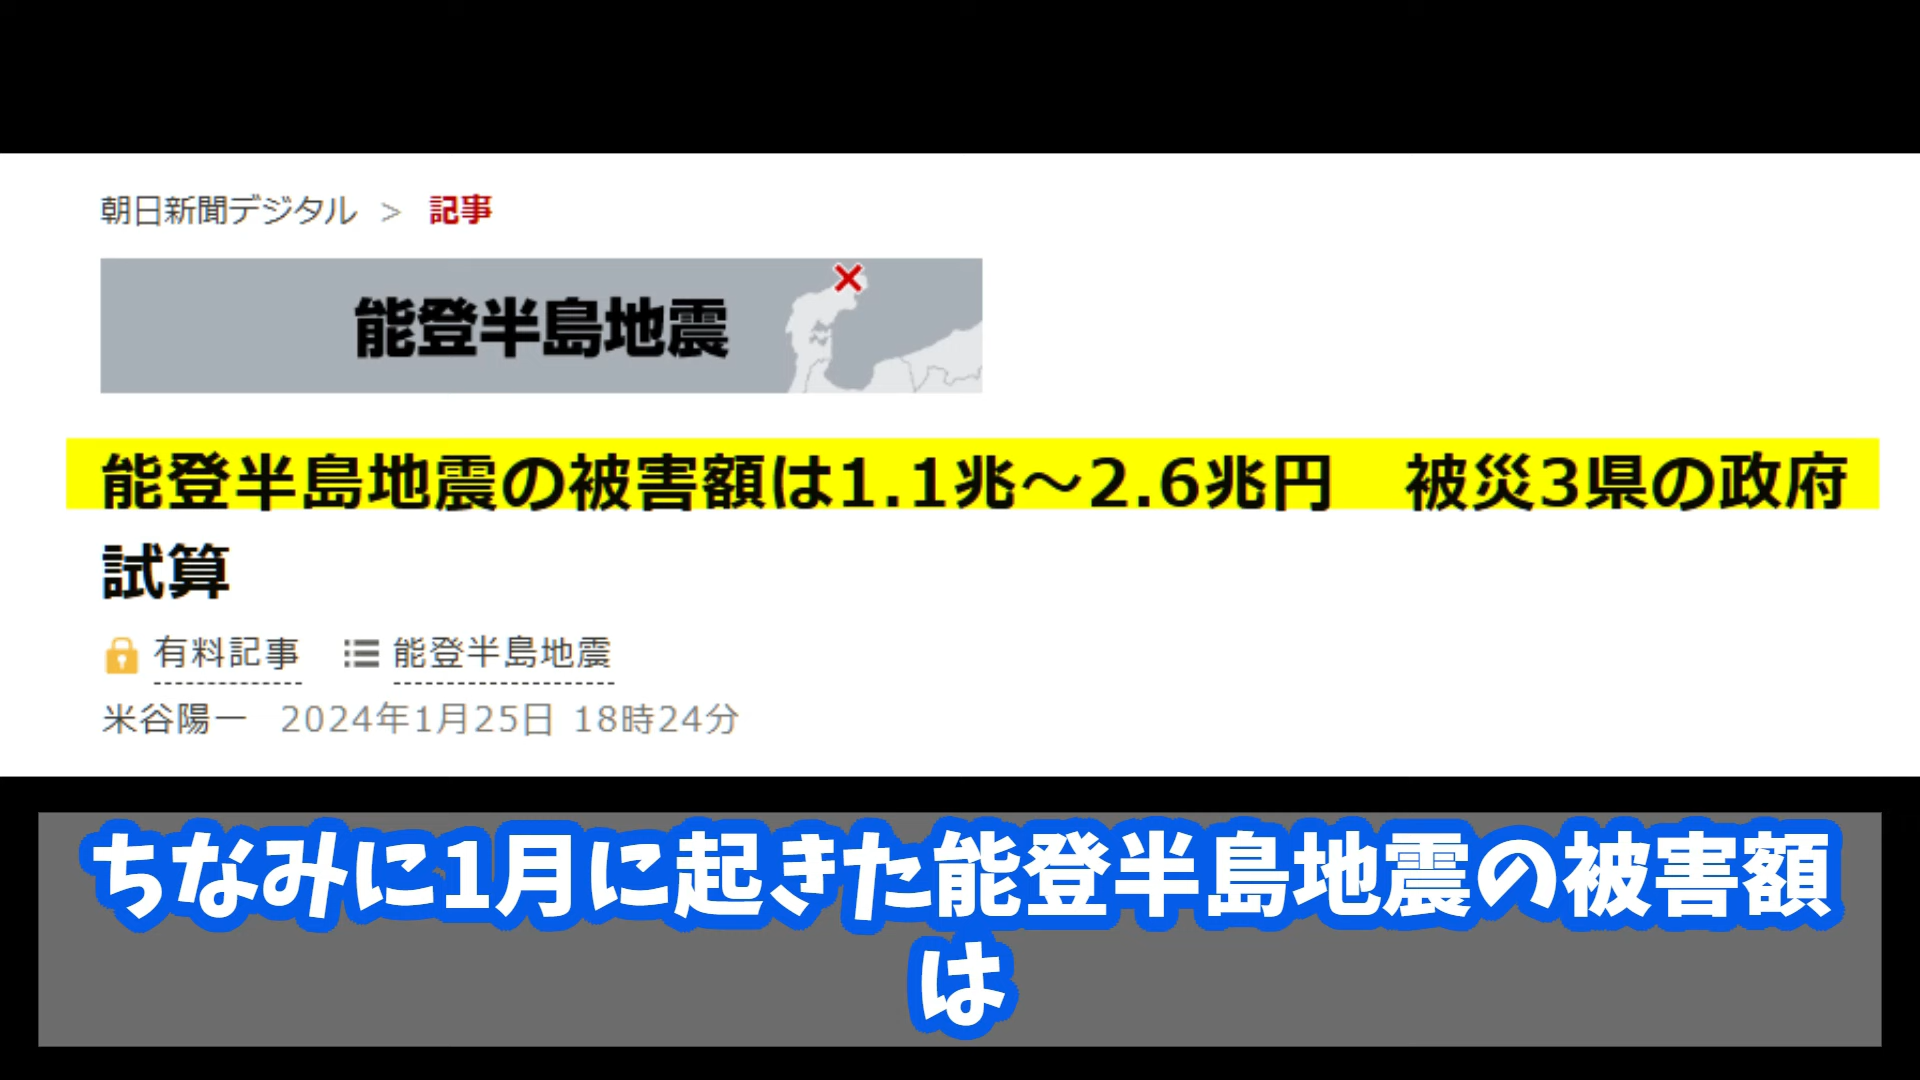 朝日新聞デジタル > 記事
能登半島地震
能登半島地震の被害額は1.1兆～2.6兆円　被災3県の政府
試算
有料記事 能登半島地震
米谷陽一 2024年1月25日 18時24分
ちなみに1月に起きた能登半島地震の被害額
は